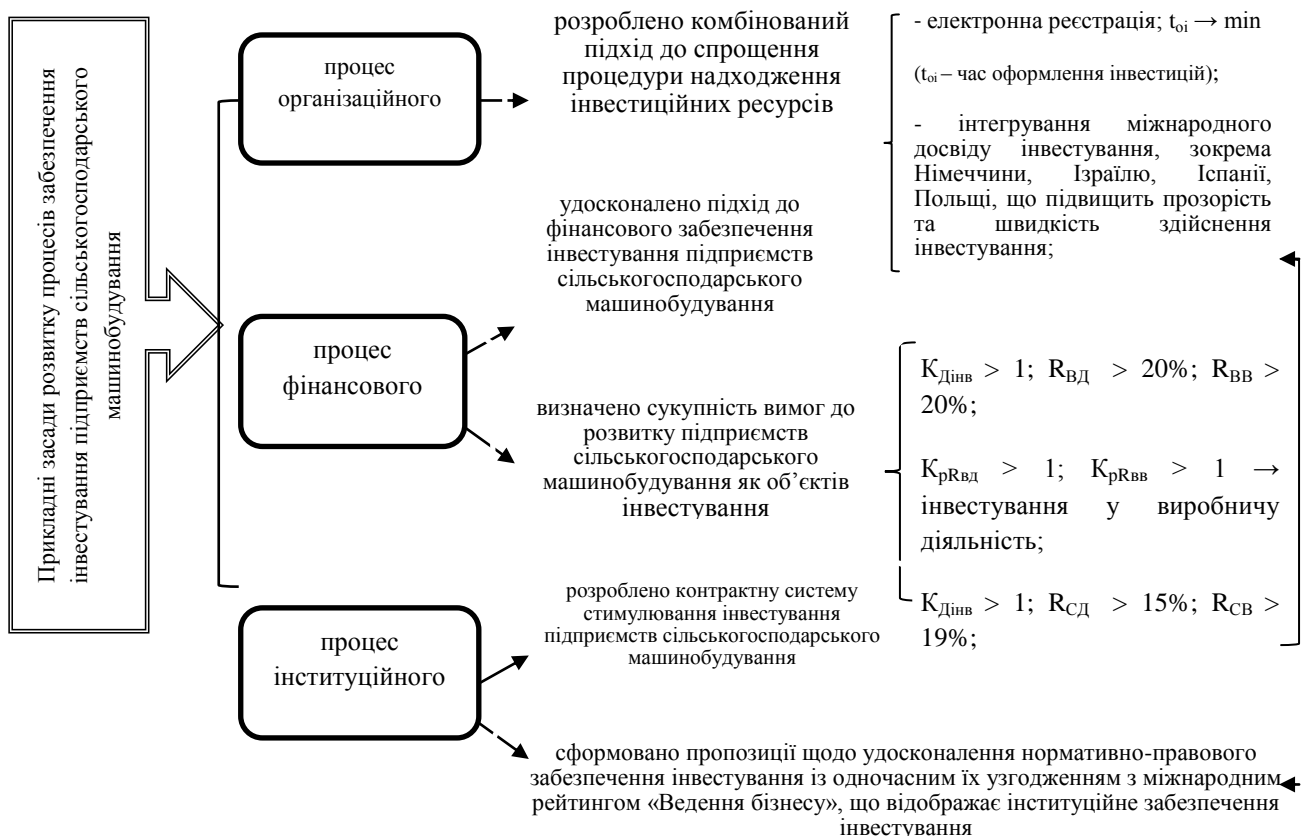 Прикладні засади розвитку процесів забезпечення
інвестування підприємств сільськогосподарського
машинобудування
процес
організаційного
розроблено комбінований
підхід до спрощення
процедури надходження
інвестиційних ресурсів
- електронна реєстрація; tоі → min
(tоі – час оформлення інвестицій);
- інтегрування міжнародного
досвіду інвестування, зокрема
Німеччини, Ізраїлю, Іспанії,
Польщі, що підвищить прозорість
та швидкість здійснення
інвестування;
процес
фінансового
удосконалено підхід до
фінансового забезпечення
інвестування підприємств
сільськогосподарського
машинобудування
визначено сукупність вимог до
розвитку підприємств
сільськогосподарського
машинобудування як об’єктів
інвестування
КДінв > 1; RВД > 20%; RВВ >
20%;
КрRвд > 1; КрRвв > 1 →
інвестування у виробничу
діяльність;
КДінв > 1; RСД > 15%; RСВ >
19%;
процес
інституційного
розроблено контрактну систему
стимулювання інвестування
підприємств сільськогосподарського
машинобудування
сформовано пропозиції щодо удосконалення нормативно-правового
забезпечення інвестування із одночасним їх узгодженням з міжнародним
рейтингом «Ведення бізнесу», що відображає інституційне забезпечення
інвестування